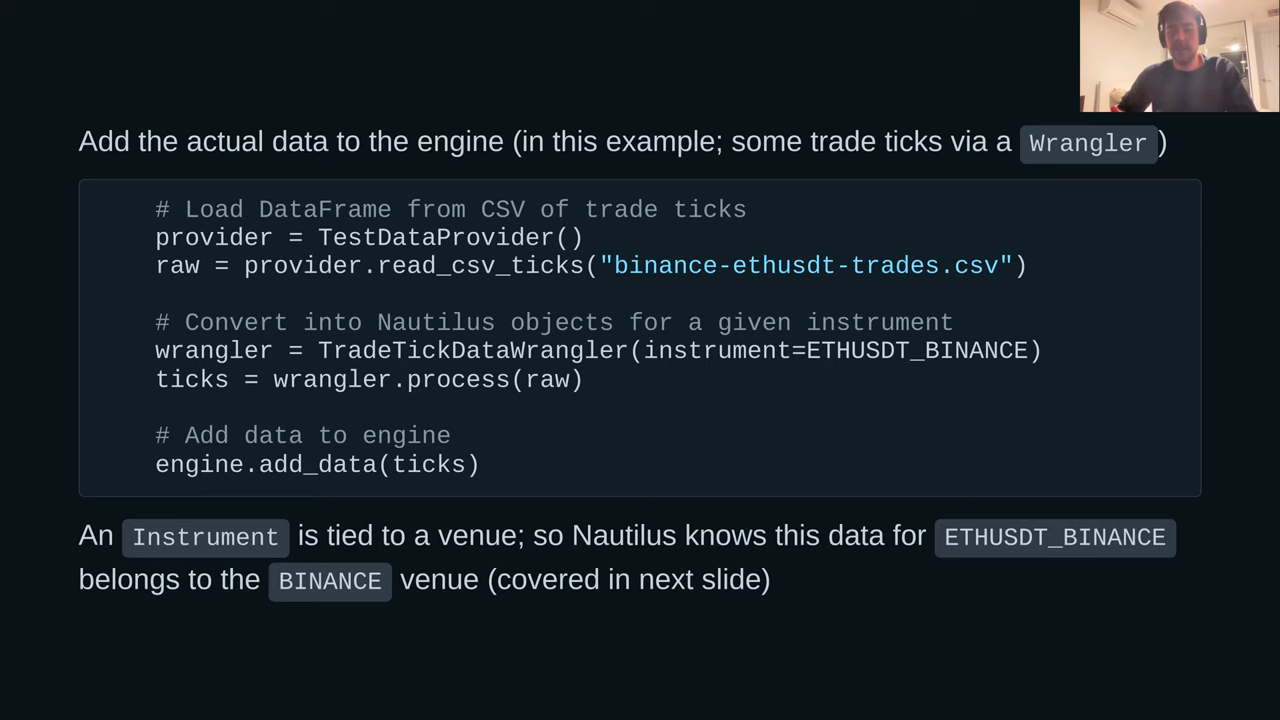 Add the actual data to the engine (in this example; some trade ticks via a Wrangler)
# Load DataFrame from CSV of trade ticks
provider = TestDataProvider()
raw = provider.read_csv_ticks("binance-ethusdt-trades.csv")
# Convert into Nautilus objects for a given instrument
wrangler = TradeTickDataWrangler(instrument=ETHUSDT_BINANCE)
ticks = wrangler.process(raw)
# Add data to engine
engine.add_data(ticks)
An Instrument is tied to a venue; so Nautilus knows this data for ETHUSDT_BINANCE
belongs to the BINANCE venue (covered in next slide)